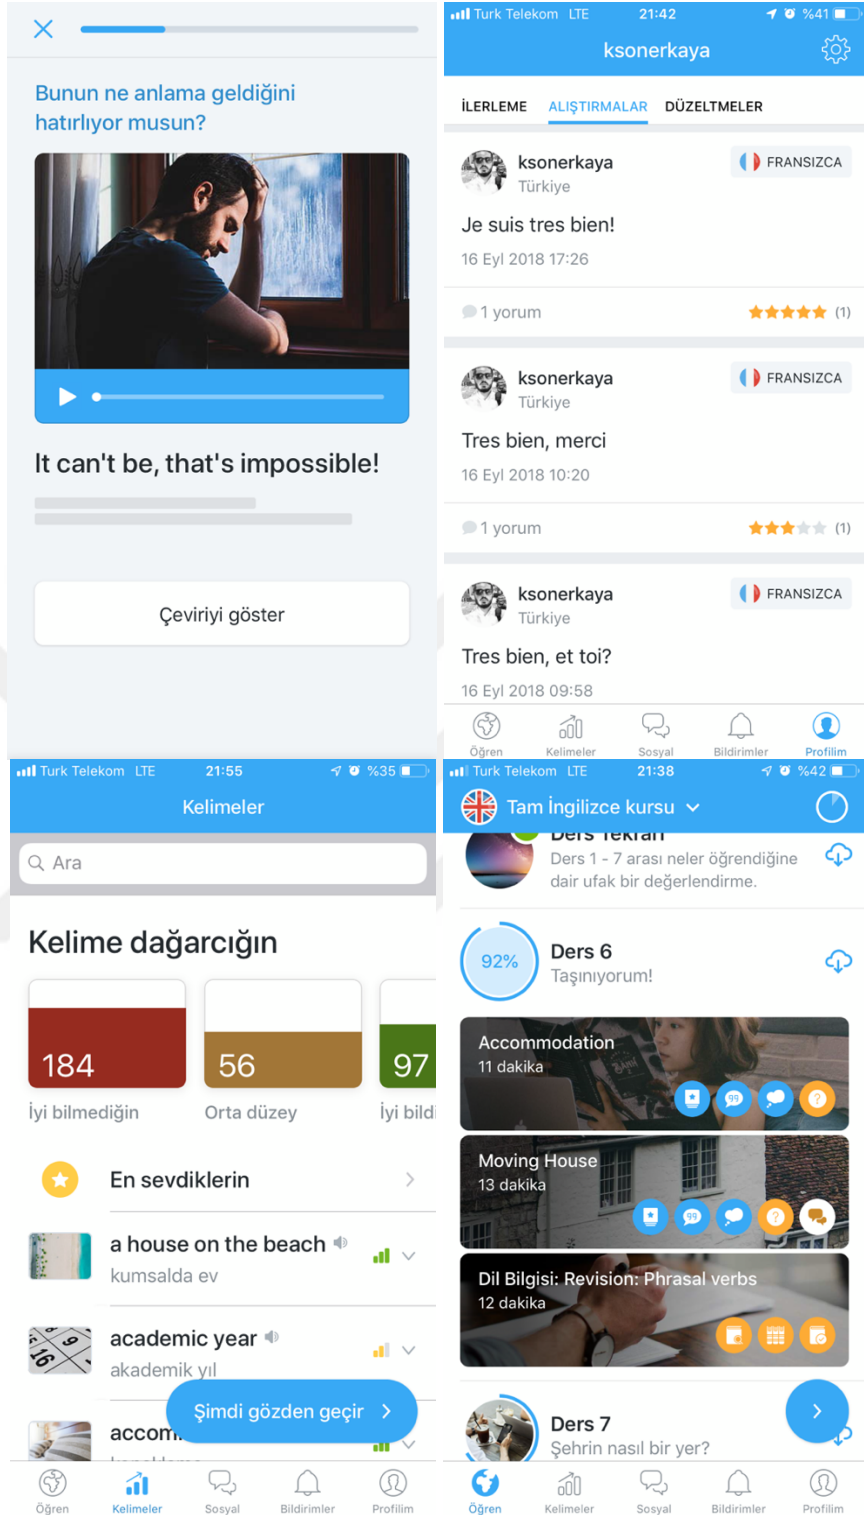 Bunun ne anlama geldiğini
hatırlıyor musun?
It can't be, that's impossible!
Çeviriyi göster
Turk Telekom LTE 21:42 %41
ksonerkaya
İLERLEME ALIŞTIRMALAR DÜZELTMELER
ksonerkaya FRANSIZCA
Türkiye
Je suis tres bien!
16 Eyl 2018 17:26
1 yorum (1)
ksonerkaya FRANSIZCA
Türkiye
Tres bien, merci
16 Eyl 2018 10:20
1 yorum (1)
ksonerkaya FRANSIZCA
Türkiye
Tres bien, et toi?
16 Eyl 2018 09:58
Öğren Kelimeler Sosyal Bildirimler Profilim
Turk Telekom LTE 21:55 %35
Kelimeler
Ara
Kelime dağarcığın
184 56 97
İyi bilmediğin Orta düzey İyi bildi
En sevdiklerin
a house on the beach
kumsalda ev
academic year
akademik yıl
Şimdi gözden geçir
accom
Öğren Kelimeler Sosyal Bildirimler Profilim
Turk Telekom LTE 21:38 %42
Tam İngilizce kursu
Ders Tekrarı
Ders 1 - 7 arası neler öğrendiğine
dair ufak bir değerlendirme.
92% Ders 6
Taşınıyorum!
Accommodation
11 dakika
Moving House
13 dakika
Dil Bilgisi: Revision: Phrasal verbs
12 dakika
Ders 7
Şehrin nasıl bir yer?
Öğren Kelimeler Sosyal Bildirimler Profilim